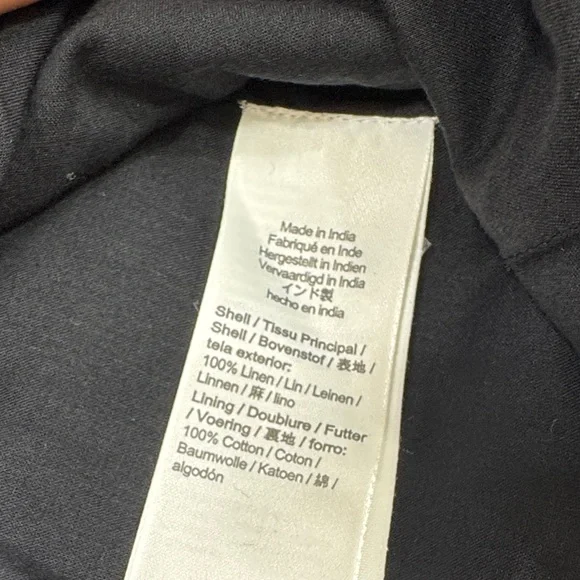 Made in India
Fabriqué en Inde
Hergestellt in Indien
Vervaardigd in India
インド製
hecho en india
Shell / Tissu Principal /
Shell / Bovenstof / 表地 /
tela exterior:
100% Linen / Lin / Leinen /
Linnen / 麻 / lino
Lining / Doublure / Futter
/ Voering / 裏地 / forro:
100% Cotton / Coton /
Baumwolle / Katoen / 綿 /
algodón